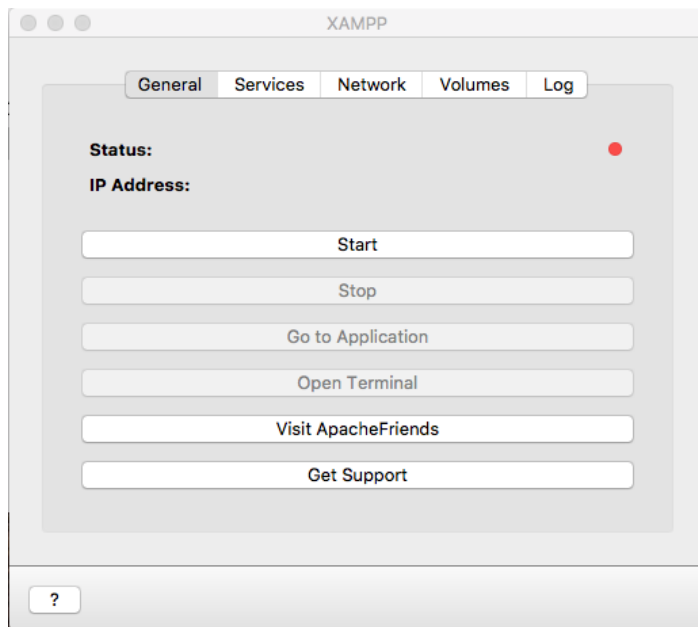 XAMPP
General Services Network Volumes Log
Status:
IP Address:
Start
Stop
Go to Application
Open Terminal
Visit ApacheFriends
Get Support
?